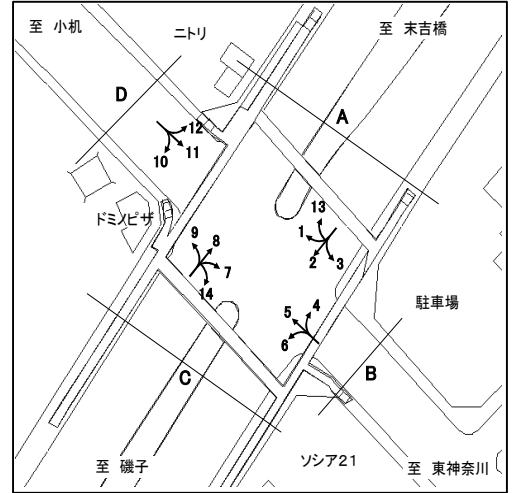 至 小机
ニトリ
至 末吉橋
D
A
12
11
10
13
1
2
3
ドミノピザ
9
8
7
14
4
5
6
駐車場
C
B
至 磯子
ソシア21
至 東神奈川